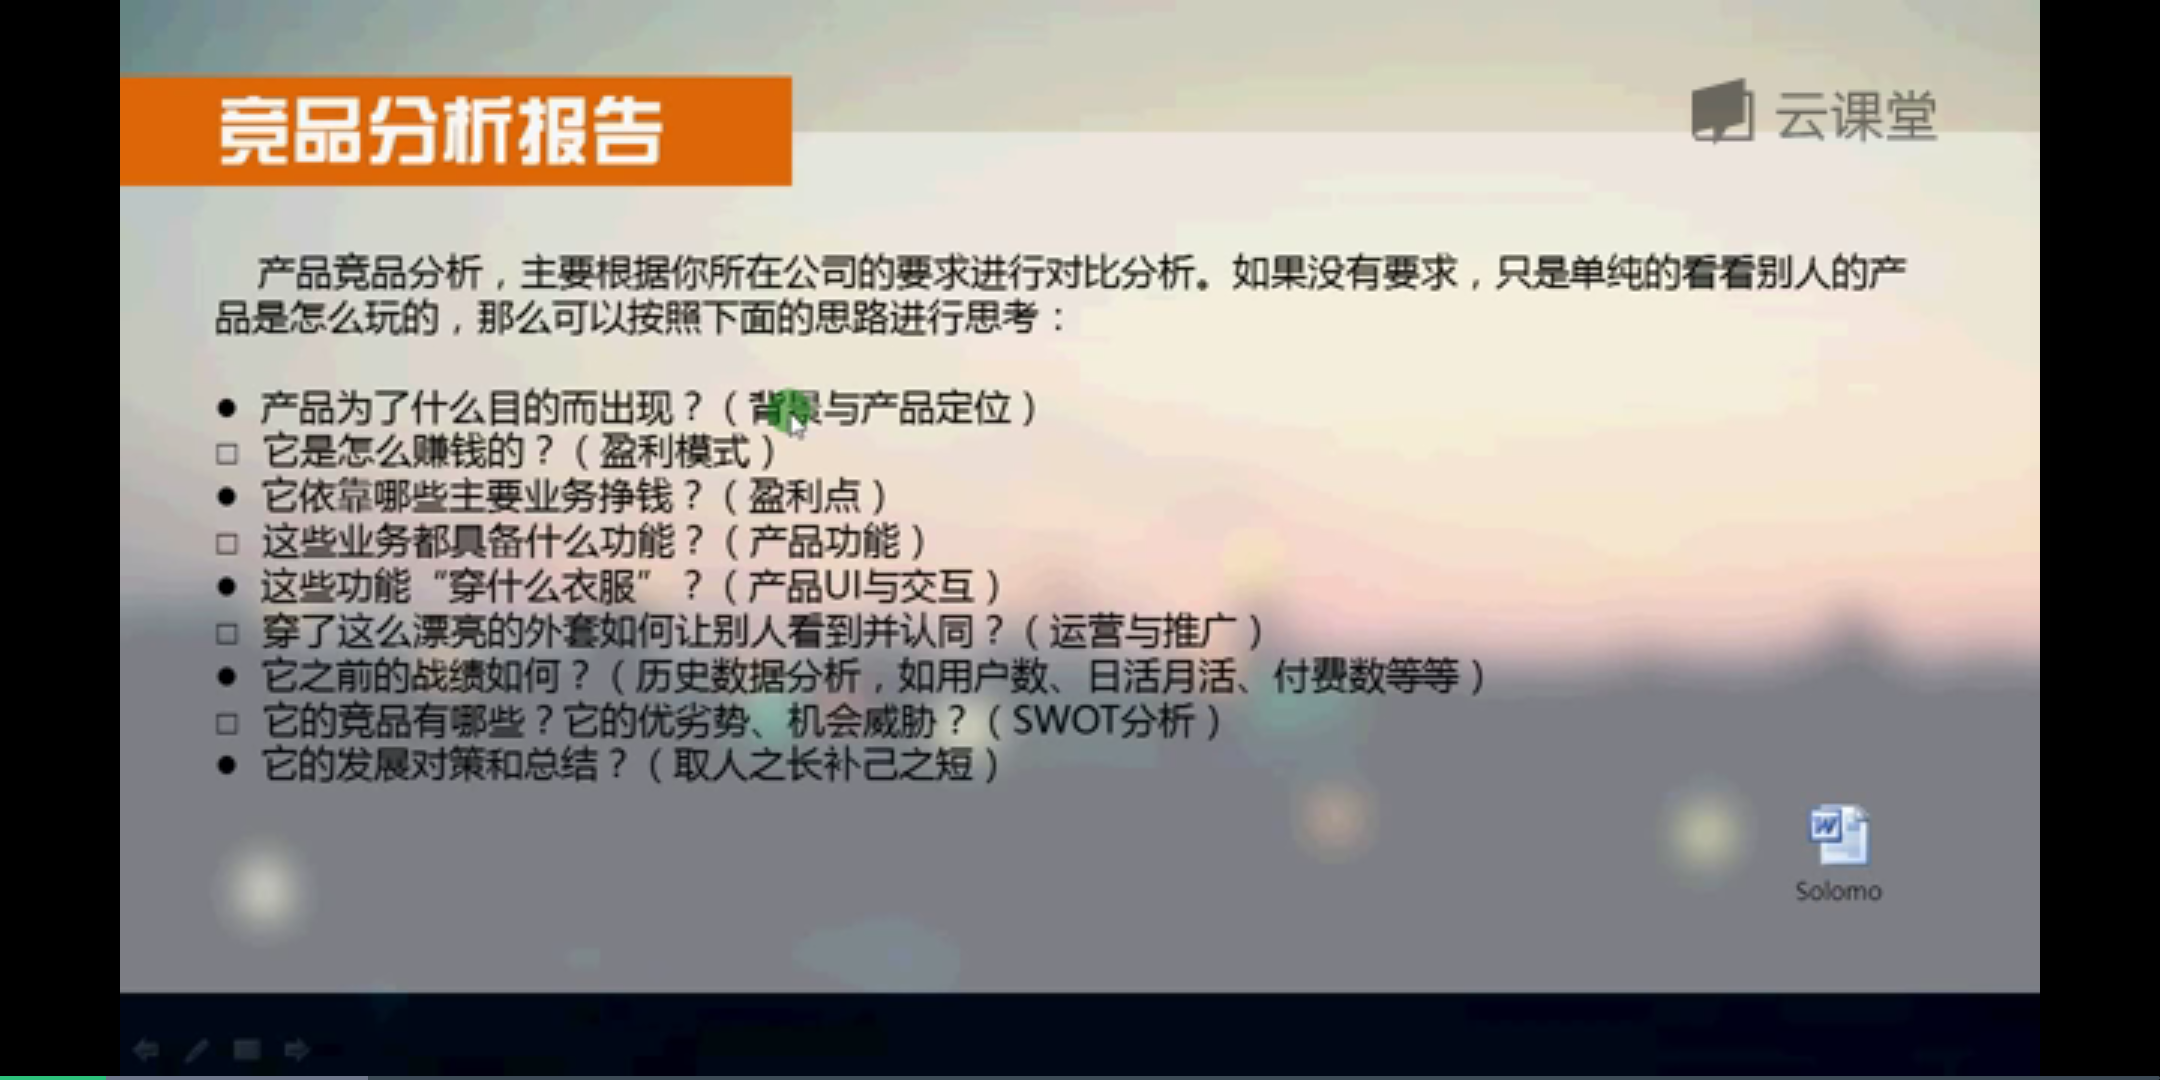 竞品分析报告
云课堂
产品竞品分析，主要根据你所在公司的要求进行对比分析。如果没有要求，只是单纯的看看别人的产
品是怎么玩的，那么可以按照下面的思路进行思考：
● 产品为了什么目的而出现？（背景与产品定位）
□ 它是怎么赚钱的？（盈利模式）
● 它依靠哪些主要业务挣钱？（盈利点）
□ 这些业务都具备什么功能？（产品功能）
● 这些功能“穿什么衣服”？（产品UI与交互）
□ 穿了这么漂亮的外套如何让别人看到并认同？（运营与推广）
● 它之前的战绩如何？（历史数据分析，如用户数、日活月活、付费数等等）
□ 它的竞品有哪些？它的优劣势、机会威胁？（SWOT分析）
● 它的发展对策和总结？（取人之长补己之短）
W
Solomo